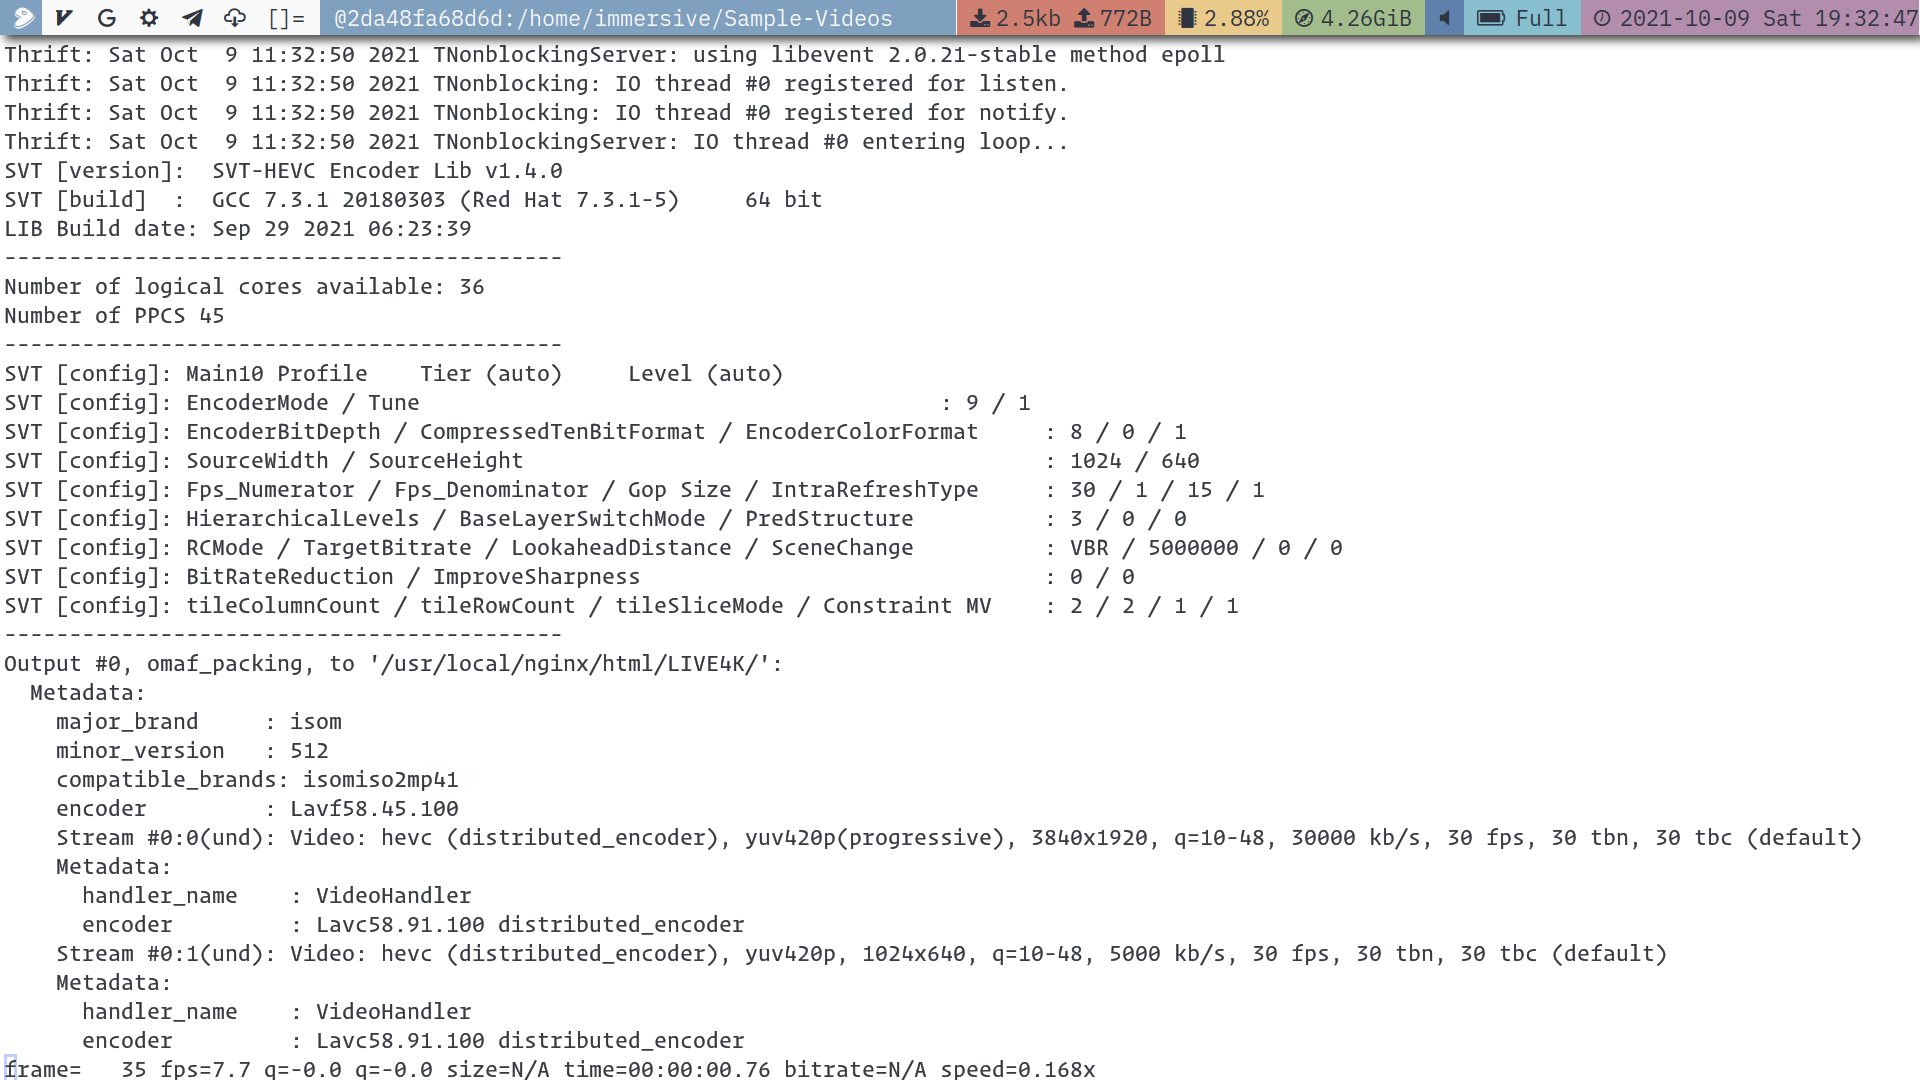 []= @2da48fa68d6d:/home/immersive/Sample-Videos 2.5kb 772B 2.88% 4.26GiB Full 2021-10-09 Sat 19:32:47
Thrift: Sat Oct  9 11:32:50 2021 TNonblockingServer: using libevent 2.0.21-stable method epoll
Thrift: Sat Oct  9 11:32:50 2021 TNonblocking: IO thread #0 registered for listen.
Thrift: Sat Oct  9 11:32:50 2021 TNonblocking: IO thread #0 registered for notify.
Thrift: Sat Oct  9 11:32:50 2021 TNonblockingServer: IO thread #0 entering loop...
SVT [version]:  SVT-HEVC Encoder Lib v1.4.0
SVT [build]  :  GCC 7.3.1 20180303 (Red Hat 7.3.1-5)     64 bit
LIB Build date: Sep 29 2021 06:23:39
-------------------------------------------
Number of logical cores available: 36
Number of PPCS 45
-------------------------------------------
SVT [config]: Main10 Profile    Tier (auto)     Level (auto)
SVT [config]: EncoderMode / Tune                                        : 9 / 1
SVT [config]: EncoderBitDepth / CompressedTenBitFormat / EncoderColorFormat     : 8 / 0 / 1
SVT [config]: SourceWidth / SourceHeight                                        : 1024 / 640
SVT [config]: Fps_Numerator / Fps_Denominator / Gop Size / IntraRefreshType     : 30 / 1 / 15 / 1
SVT [config]: HierarchicalLevels / BaseLayerSwitchMode / PredStructure          : 3 / 0 / 0
SVT [config]: RCMode / TargetBitrate / LookaheadDistance / SceneChange          : VBR / 5000000 / 0 / 0
SVT [config]: BitRateReduction / ImproveSharpness                               : 0 / 0
SVT [config]: tileColumnCount / tileRowCount / tileSliceMode / Constraint MV    : 2 / 2 / 1 / 1
-------------------------------------------
Output #0, omaf_packing, to '/usr/local/nginx/html/LIVE4K/':
  Metadata:
    major_brand     : isom
    minor_version   : 512
    compatible_brands: isomiso2mp41
    encoder         : Lavf58.45.100
    Stream #0:0(und): Video: hevc (distributed_encoder), yuv420p(progressive), 3840x1920, q=10-48, 30000 kb/s, 30 fps, 30 tbn, 30 tbc (default)
    Metadata:
      handler_name    : VideoHandler
      encoder         : Lavc58.91.100 distributed_encoder
    Stream #0:1(und): Video: hevc (distributed_encoder), yuv420p, 1024x640, q=10-48, 5000 kb/s, 30 fps, 30 tbn, 30 tbc (default)
    Metadata:
      handler_name    : VideoHandler
      encoder         : Lavc58.91.100 distributed_encoder
frame=   35 fps=7.7 q=-0.0 q=-0.0 size=N/A time=00:00:00.76 bitrate=N/A speed=0.168x